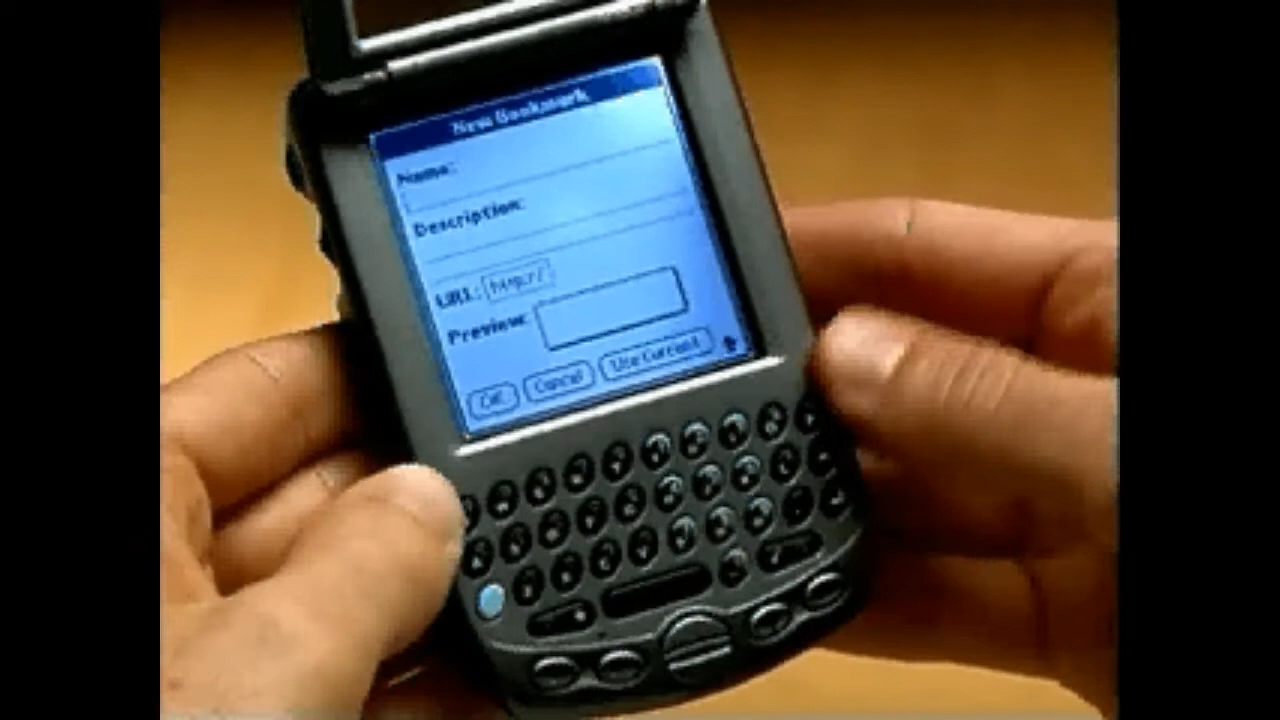 New Bookmark
Name:
Description:
URL: http://
Preview:
OK Cancel Use Current